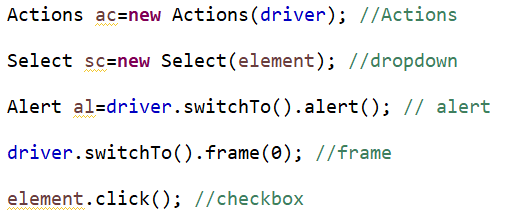 Actions ac=new Actions(driver); //Actions
Select sc=new Select(element); //dropdown
Alert al=driver.switchTo().alert(); // alert
driver.switchTo().frame(0); //frame
element.click(); //checkbox